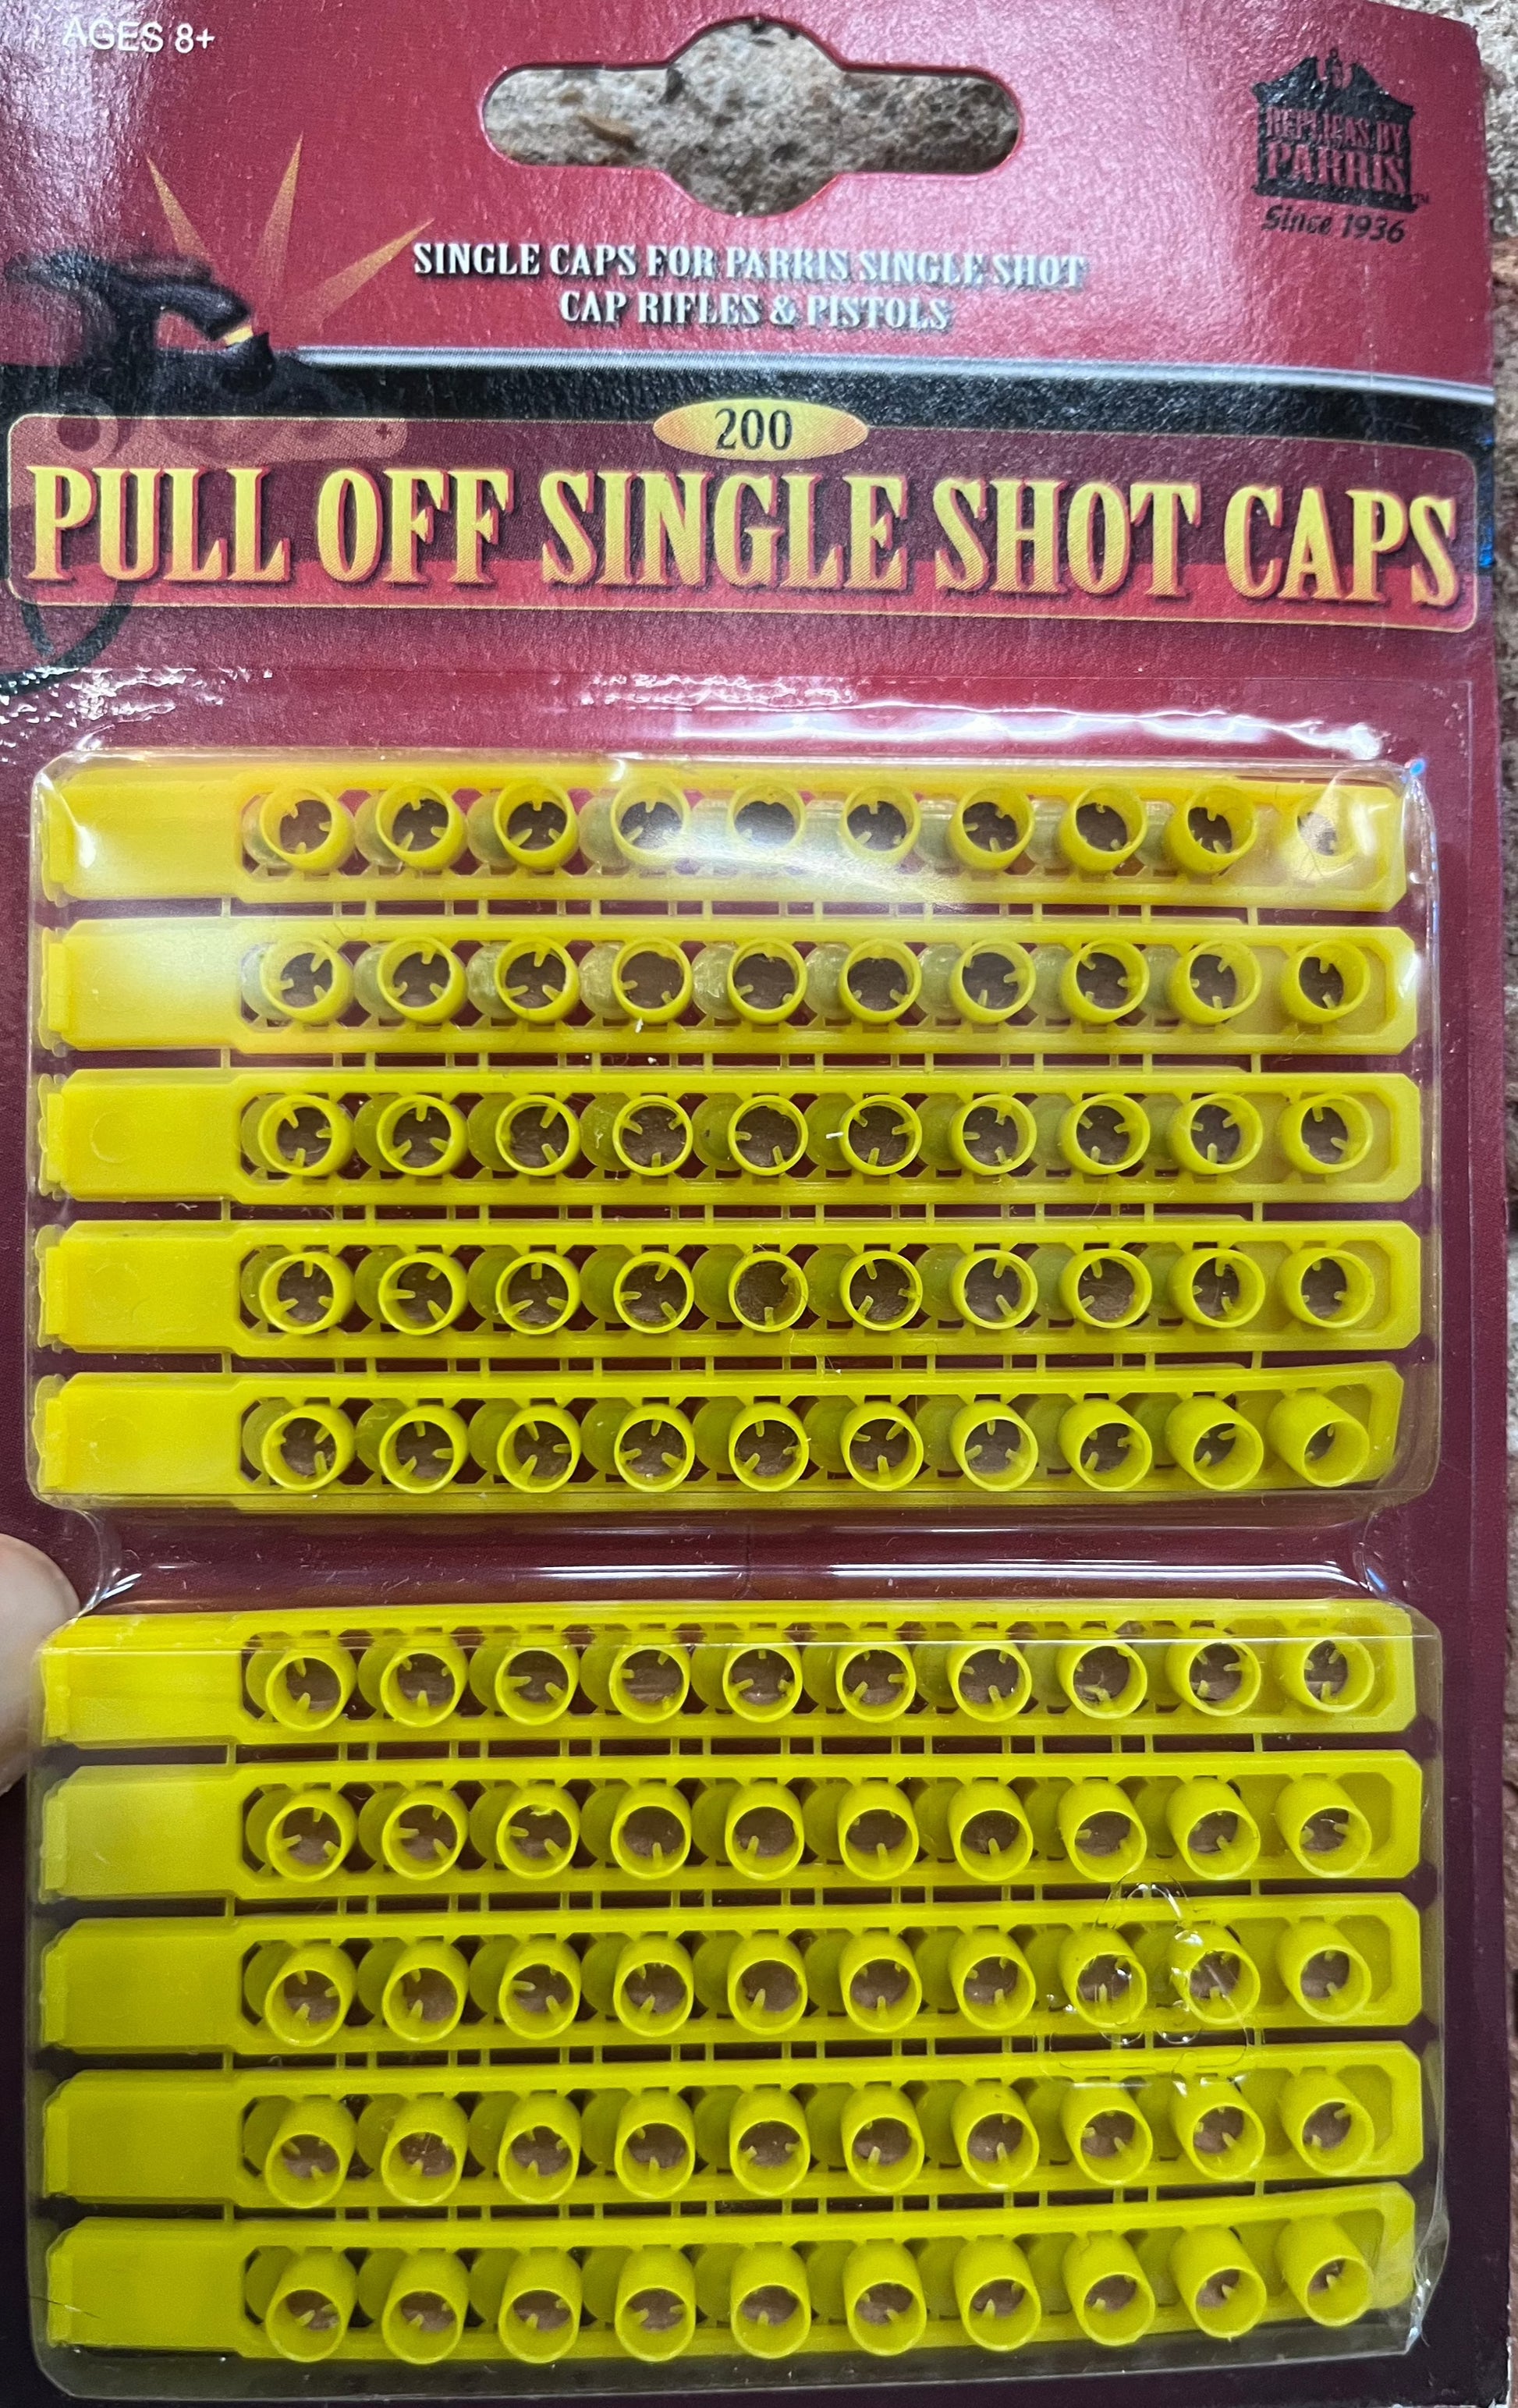 AGES 8+
REPLICAS BY
PARRIS™
Since 1936
SINGLE CAPS FOR PARRIS SINGLE SHOT
CAP RIFLES & PISTOLS
200
PULL OFF SINGLE SHOT CAPS